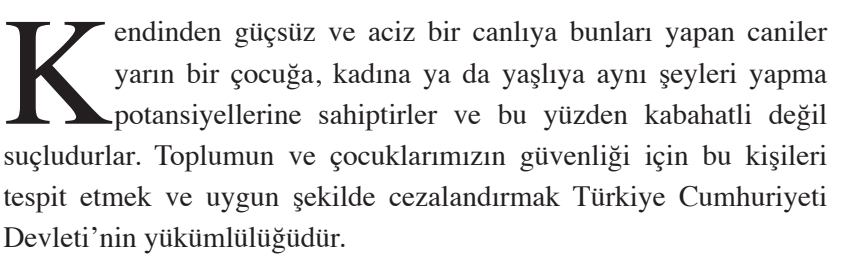 Kendinden güçsüz ve aciz bir canlıya bunları yapan caniler
yarın bir çocuğa, kadına ya da yaşlıya aynı şeyleri yapma
potansiyellerine sahiptirler ve bu yüzden kabahatli değil
suçludurlar. Toplumun ve çocuklarımızın güvenliği için bu kişileri
tespit etmek ve uygun şekilde cezalandırmak Türkiye Cumhuriyeti
Devleti’nin yükümlülüğüdür.